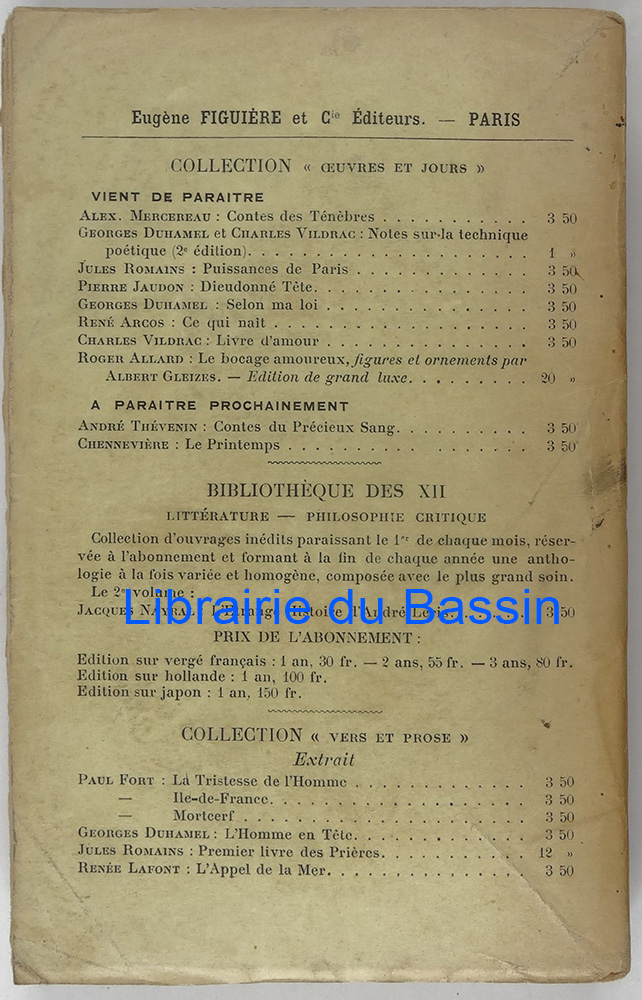 Eugène FIGUIÈRE et Cie Éditeurs. — PARIS
COLLECTION « ŒUVRES ET JOURS »
VIENT DE PARAITRE
ALEX. MERCEREAU : Contes des Ténèbres . . . . . . . . . . . 3 50
GEORGES DUHAMEL et CHARLES VILDRAC : Notes sur la technique
poétique (2e édition). . . . . . . . . . . . . . . . . . . . 1 »
JULES ROMAINS : Puissances de Paris . . . . . . . . . . . . 3 50
PIERRE JAUDON : Dieudonné Tête. . . . . . . . . . . . . . . 3 50
GEORGES DUHAMEL : Selon ma loi . . . . . . . . . . . . . . 3 50
RENÉ ARCOS : Ce qui naît . . . . . . . . . . . . . . . . . . 3 50
CHARLES VILDRAC : Livre d'amour . . . . . . . . . . . . . . 3 50
ROGER ALLARD : Le bocage amoureux, figures et ornements par
ALBERT GLEIZES. — Edition de grand luxe. . . . . . . . . 20 »
A PARAITRE PROCHAINEMENT
ANDRÉ THÉVENIN : Contes du Précieux Sang. . . . . . . . . . 3 50
CHENNEVIÈRE : Le Printemps . . . . . . . . . . . . . . . . . 3 50
BIBLIOTHÈQUE DES XII
LITTÉRATURE — PHILOSOPHIE CRITIQUE
Collection d'ouvrages inédits paraissant le 1er de chaque mois, réser-
vée à l'abonnement et formant à la fin de chaque année une antho-
logie à la fois variée et homogène, composée avec le plus grand soin.
Le 2e volume :
JACQUES NAYRAL : L'Etrange Histoire d'André Léris. . . . . . 3 50
Librairie du Bassin
PRIX DE L'ABONNEMENT :
Edition sur vergé français : 1 an, 30 fr. — 2 ans, 55 fr. — 3 ans, 80 fr.
Edition sur hollande : 1 an, 100 fr.
Edition sur japon : 1 an, 150 fr.
COLLECTION « VERS ET PROSE »
Extrait
PAUL FORT : La Tristesse de l'Homme . . . . . . . . . . . . 3 50
— Ile-de-France. . . . . . . . . . . . . . . . . 3 50
— Mortcerf . . . . . . . . . . . . . . . . . . . 3 50
GEORGES DUHAMEL : L'Homme en Tête. . . . . . . . . . . . . 3 50
JULES ROMAINS : Premier livre des Prières. . . . . . . . . . 12 »
RENÉE LAFONT : L'Appel de la Mer. . . . . . . . . . . . . . 3 50